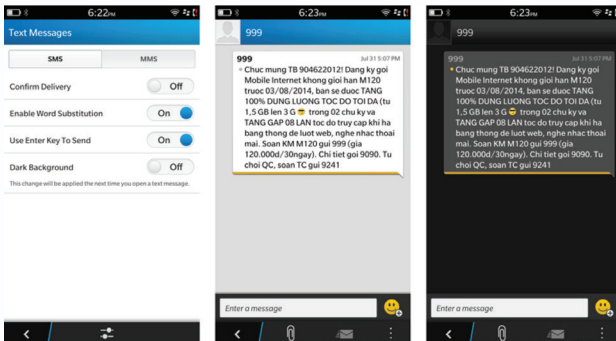 6:22PM
Text Messages
SMS
MMS
Confirm Delivery
Off
Enable Word Substitution
On
Use Enter Key To Send
On
Dark Background
Off
This change will be applied the next time you open a text message.
6:23PM
999
999
Jul 31 5:07 PM
Chuc mung TB 904622012! Dang ky goi
Mobile Internet khong gioi han M120
truoc 03/08/2014, ban se duoc TANG
100% DUNG LUONG TOC DO TOI DA (tu
1,5 GB len 3 G 😎 trong 02 chu ky va
TANG GAP 08 LAN toc do truy cap khi ha
bang thong de luot web, nghe nhac thoai
mai. Soan KM M120 gui 999 (gia
120.000d/30ngay). Chi tiet goi 9090. Tu
choi QC, soan TC gui 9241
Enter a message
6:23PM
999
999
Jul 31 5:07 PM
Chuc mung TB 904622012! Dang ky goi
Mobile Internet khong gioi han M120
truoc 03/08/2014, ban se duoc TANG
100% DUNG LUONG TOC DO TOI DA (tu
1,5 GB len 3 G 😎 trong 02 chu ky va
TANG GAP 08 LAN toc do truy cap khi ha
bang thong de luot web, nghe nhac thoai
mai. Soan KM M120 gui 999 (gia
120.000d/30ngay). Chi tiet goi 9090. Tu
choi QC, soan TC gui 9241
Enter a message